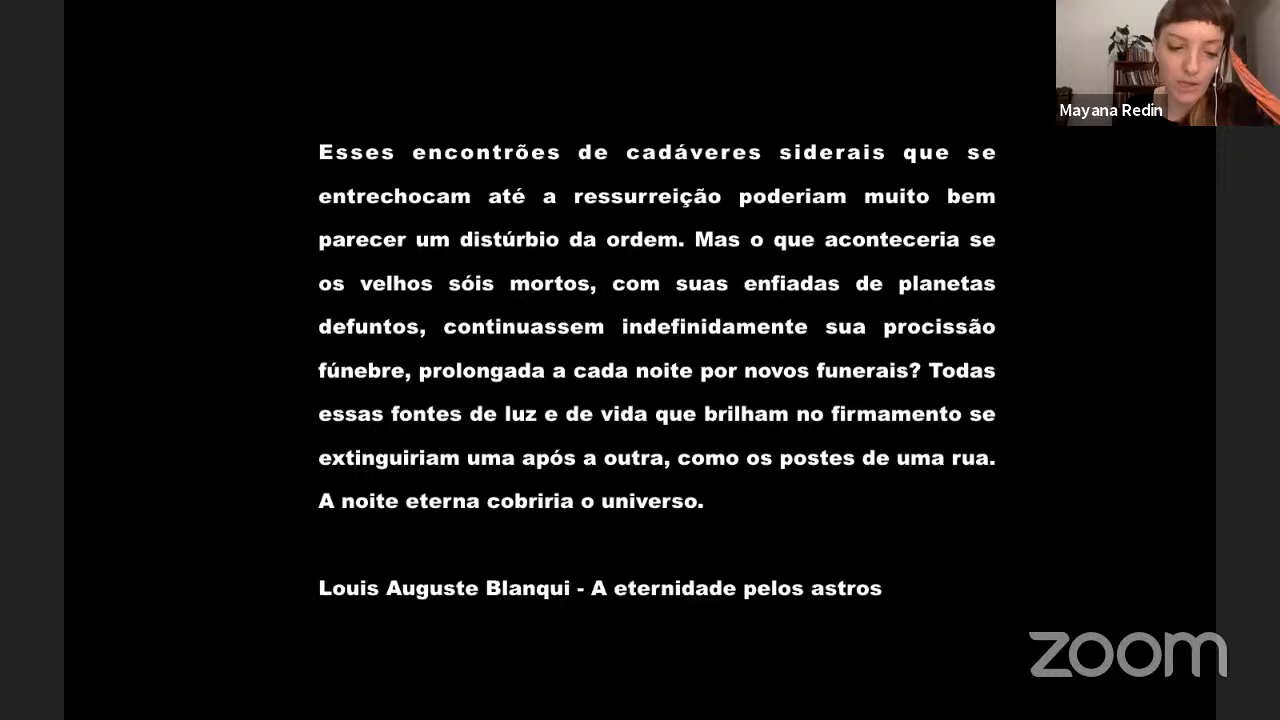 Mayana Redin
Esses encontrões de cadáveres siderais que se
entrechocam até a ressurreição poderiam muito bem
parecer um distúrbio da ordem. Mas o que aconteceria se
os velhos sóis mortos, com suas enfiadas de planetas
defuntos, continuassem indefinidamente sua procissão
fúnebre, prolongada a cada noite por novos funerais? Todas
essas fontes de luz e de vida que brilham no firmamento se
extinguiriam uma após a outra, como os postes de uma rua.
A noite eterna cobriria o universo.
Louis Auguste Blanqui - A eternidade pelos astros
zoom